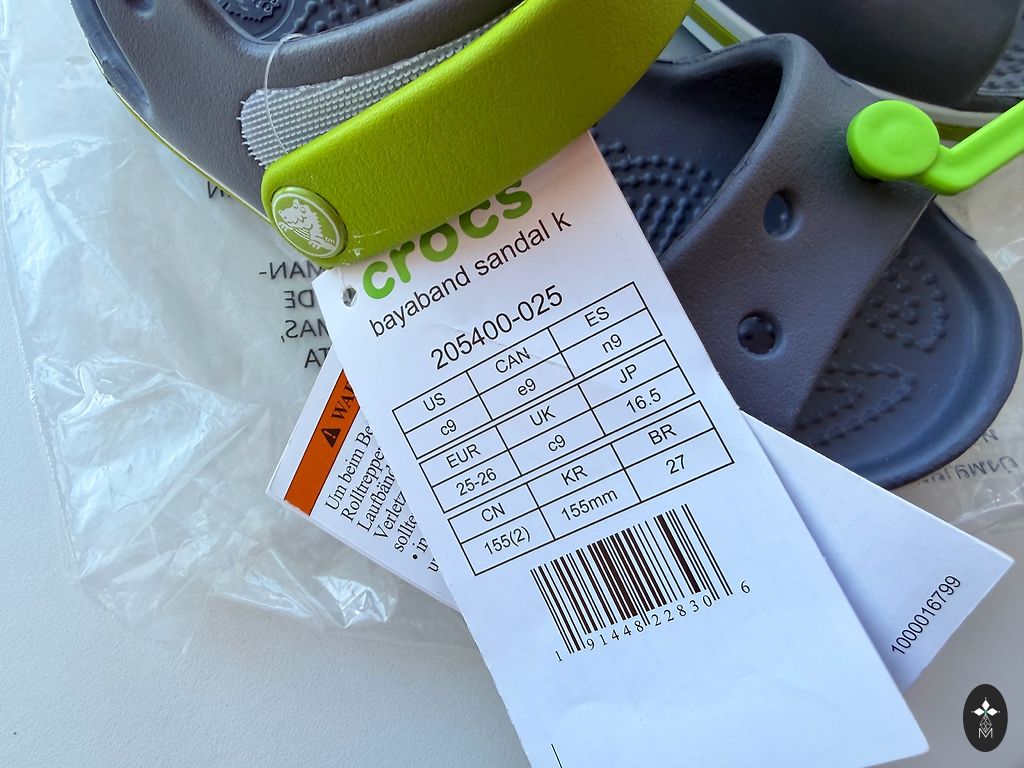 crocs
bayaband sandal k
205400-025
US CAN ES
c9 e9 n9
EUR UK JP
25-26 c9 16.5
CN KR BR
155(2) 155mm 27
1 91448 22830 6
Um beim Be
Rolltreppe
Laufbänd
Verletz
sollte
1000016799